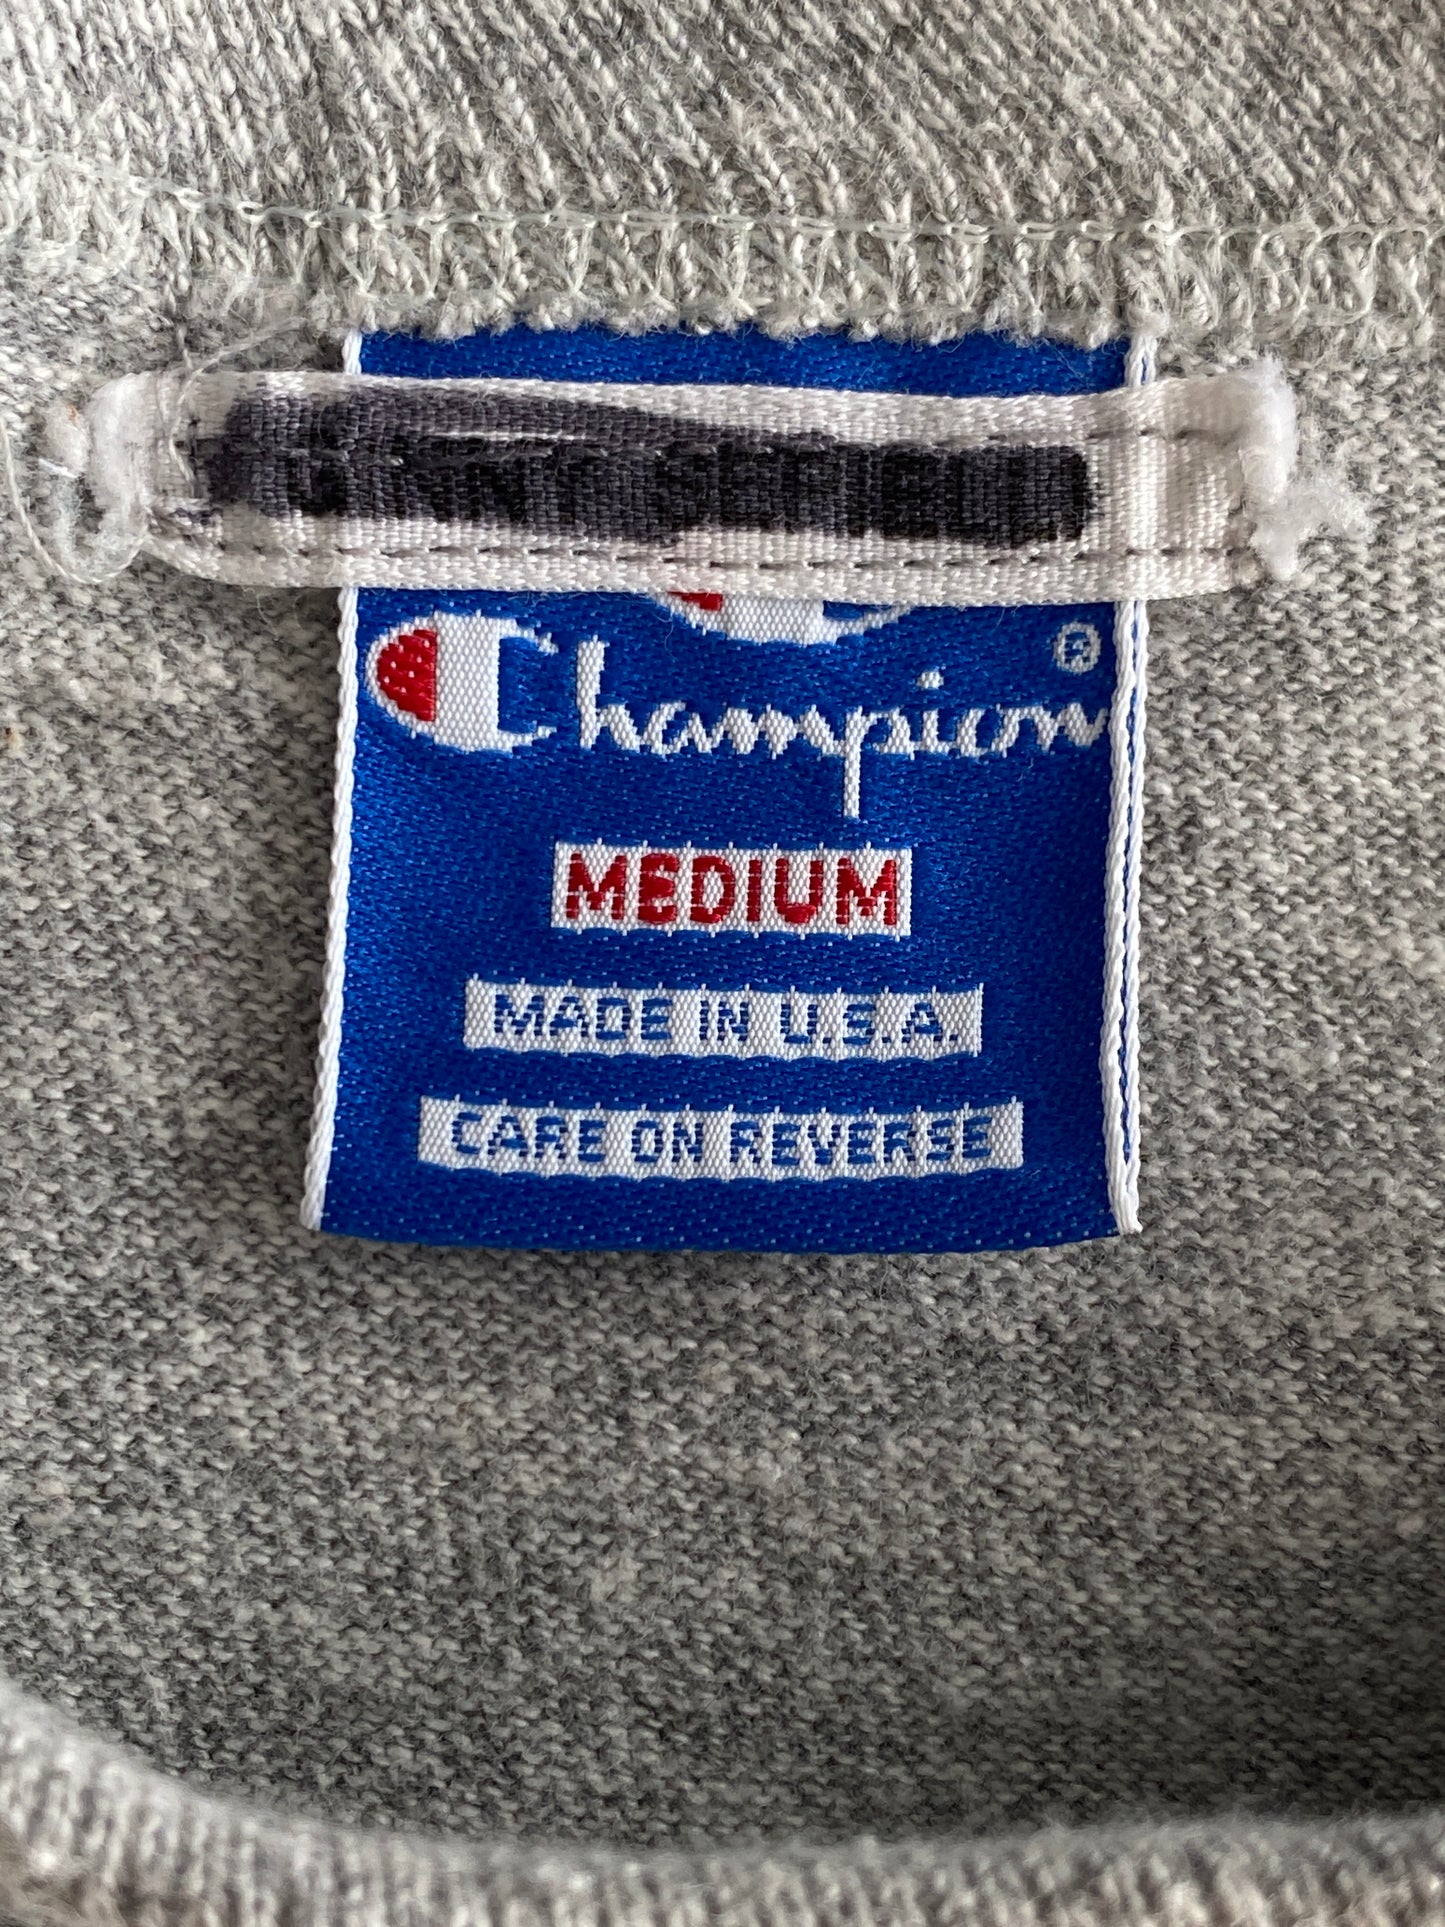 Champion®
MEDIUM
MADE IN U.S.A.
CARE ON REVERSE